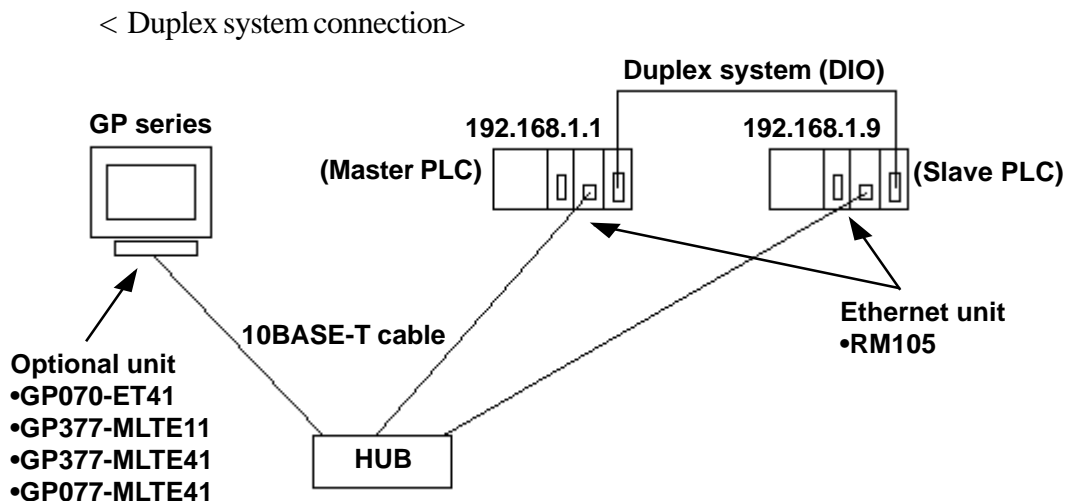 < Duplex system connection>
Duplex system (DIO)
GP series
192.168.1.1
192.168.1.9
(Master PLC)
(Slave PLC)
10BASE-T cable
Ethernet unit
•RM105
Optional unit
•GP070-ET41
•GP377-MLTE11
•GP377-MLTE41
•GP077-MLTE41
HUB